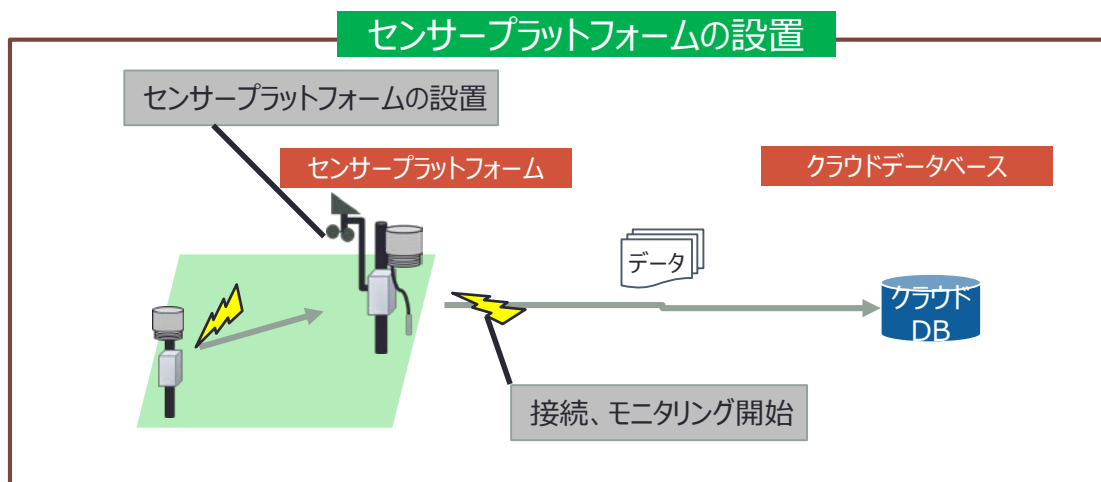 センサープラットフォームの設置
センサープラットフォームの設置
センサープラットフォーム
クラウドデータベース
データ
クラウド
DB
接続、モニタリング開始